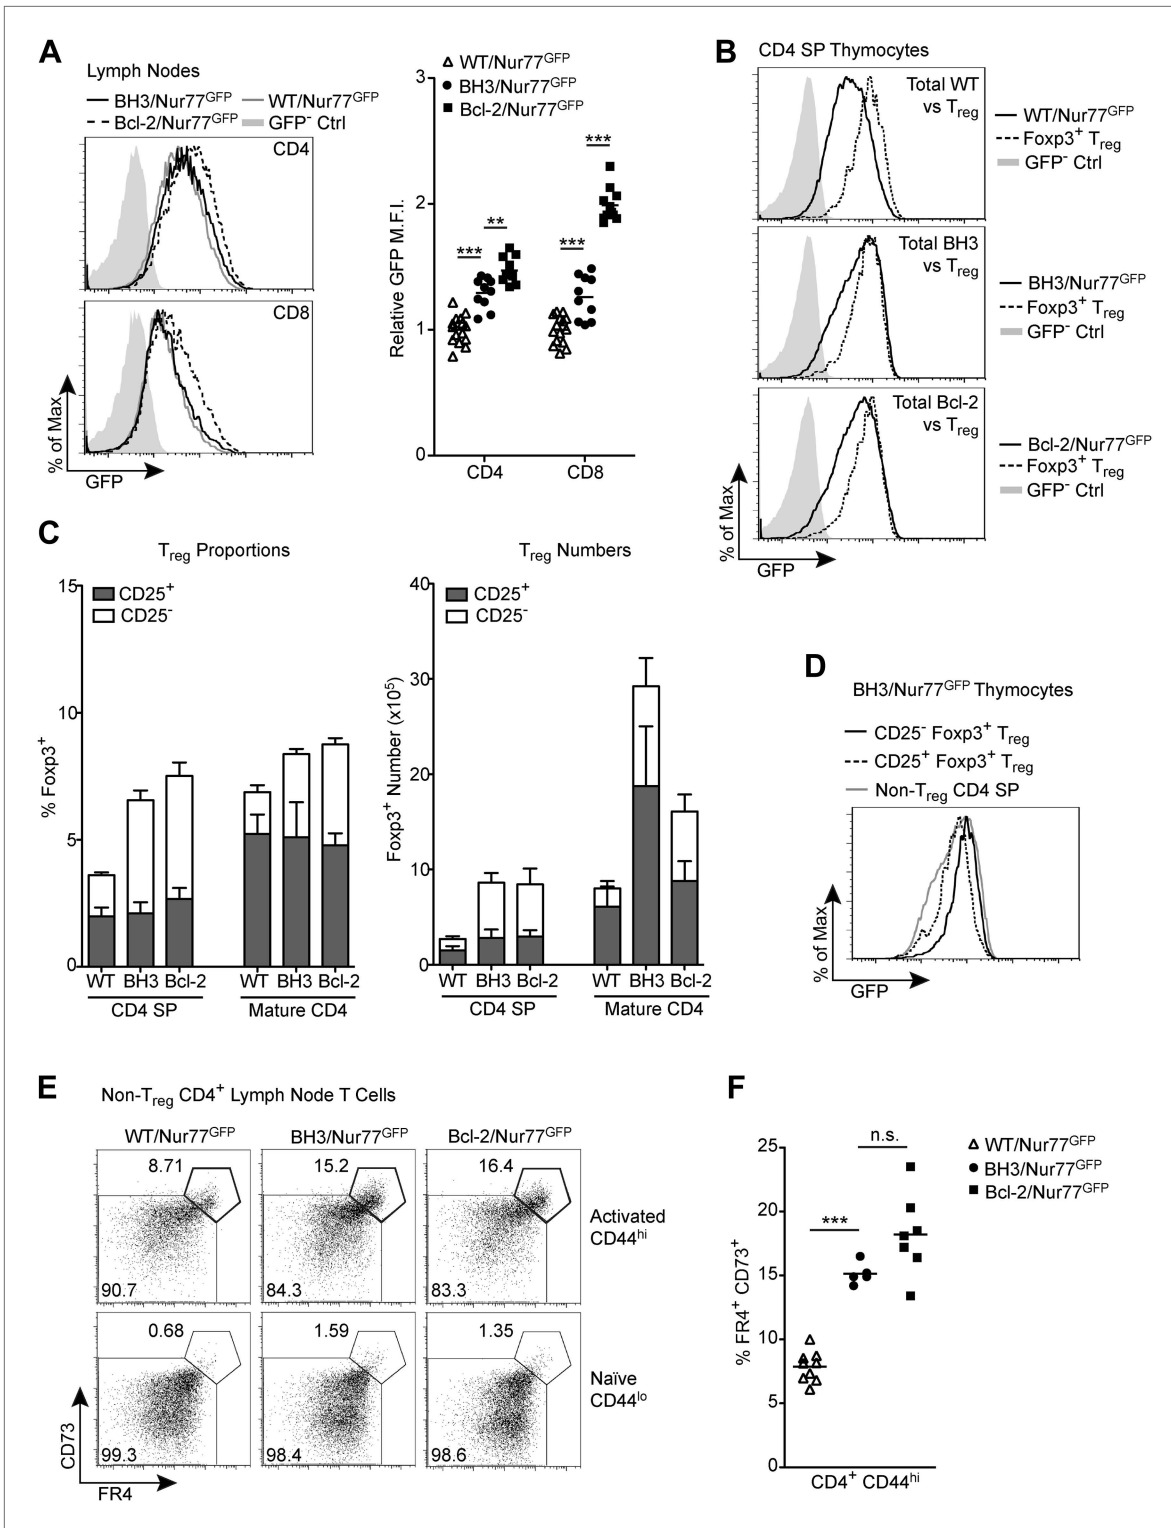 A
Lymph Nodes
BH3/Nur77GFP WT/Nur77GFP
Bcl-2/Nur77GFP GFP- Ctrl
CD4
CD8
% of Max
GFP
WT/Nur77GFP
BH3/Nur77GFP
Bcl-2/Nur77GFP
Relative GFP M.F.I.
3
2
1
0
***
**
***
***
CD4 CD8
B
CD4 SP Thymocytes
Total WT
vs Treg
WT/Nur77GFP
Foxp3+ Treg
GFP- Ctrl
Total BH3
vs Treg
BH3/Nur77GFP
Foxp3+ Treg
GFP- Ctrl
Total Bcl-2
vs Treg
Bcl-2/Nur77GFP
Foxp3+ Treg
GFP- Ctrl
% of Max
GFP
C
Treg Proportions
CD25+
CD25-
% Foxp3+
15
10
5
0
WT BH3 Bcl-2 WT BH3 Bcl-2
CD4 SP Mature CD4
Treg Numbers
CD25+
CD25-
Foxp3+ Number (x105)
40
30
20
10
0
WT BH3 Bcl-2 WT BH3 Bcl-2
CD4 SP Mature CD4
D
BH3/Nur77GFP Thymocytes
CD25- Foxp3+ Treg
CD25+ Foxp3+ Treg
Non-Treg CD4 SP
% of Max
GFP
E
Non-Treg CD4+ Lymph Node T Cells
WT/Nur77GFP BH3/Nur77GFP Bcl-2/Nur77GFP
8.71 15.2 16.4
90.7 84.3 83.3
Activated
CD44hi
0.68 1.59 1.35
99.3 98.4 98.6
Naïve
CD44lo
CD73
FR4
F
WT/Nur77GFP
BH3/Nur77GFP
Bcl-2/Nur77GFP
% FR4+ CD73+
25
20
15
10
5
0
***
n.s.
CD4+ CD44hi